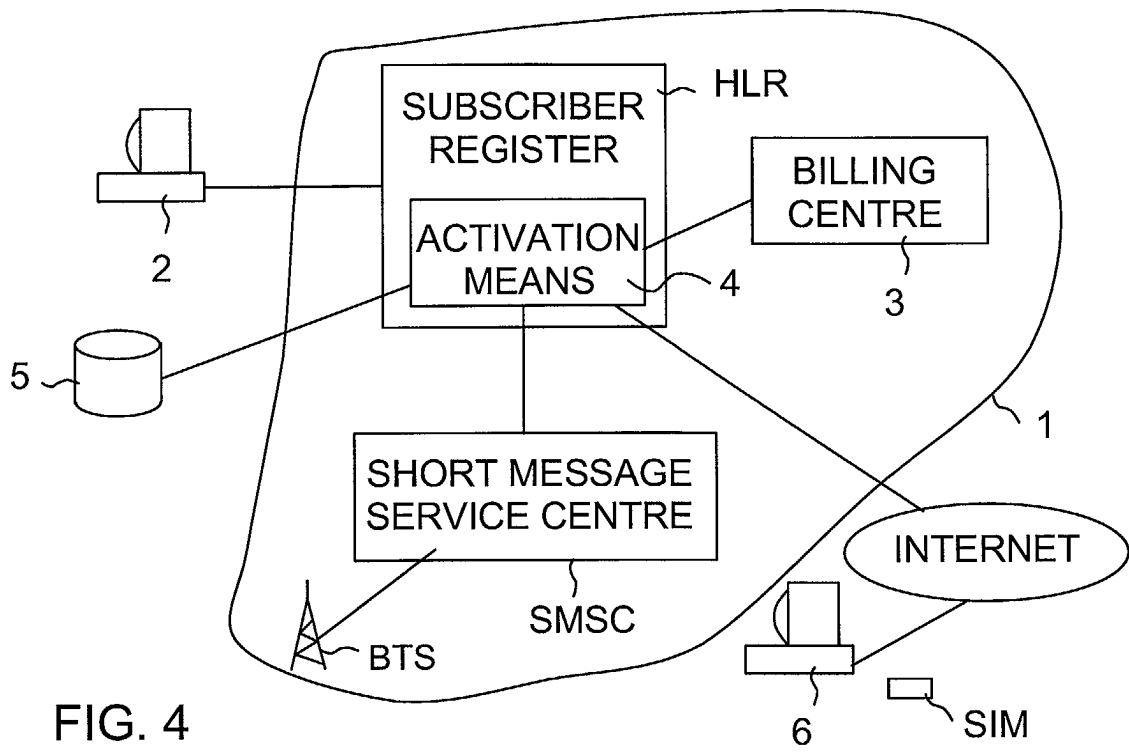 HLR
SUBSCRIBER
REGISTER
BILLING
CENTRE
3
2
ACTIVATION
MEANS
4
5
1
SHORT MESSAGE
SERVICE CENTRE
INTERNET
SMSC
BTS
6
SIM
FIG. 4